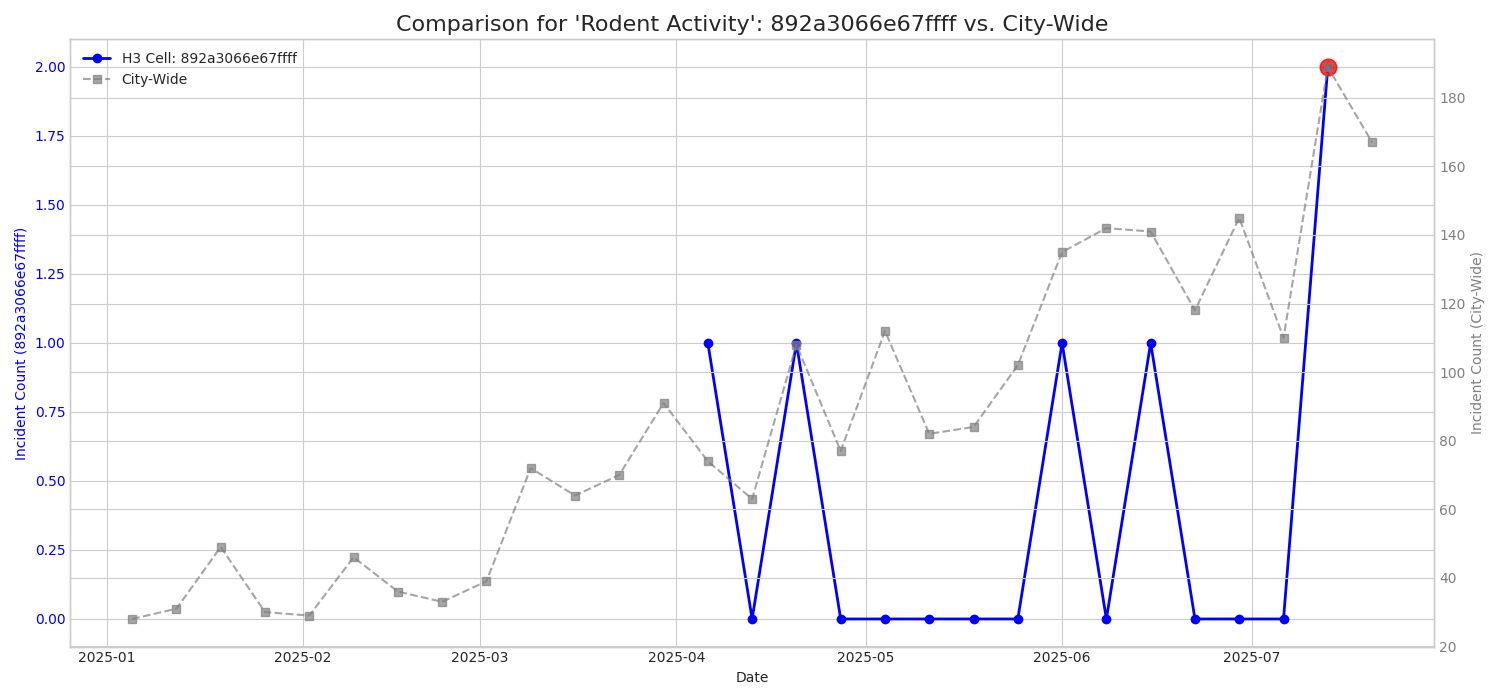 Comparison for 'Rodent Activity': 892a3066e67ffff vs. City-Wide
H3 Cell: 892a3066e67ffff
City-Wide
Incident Count (892a3066e67ffff)
2.00
1.75
1.50
1.25
1.00
0.75
0.50
0.25
0.00
180
160
140
120
100
80
60
40
20
Incident Count (City-Wide)
2025-01 2025-02 2025-03 2025-04 2025-05 2025-06 2025-07
Date